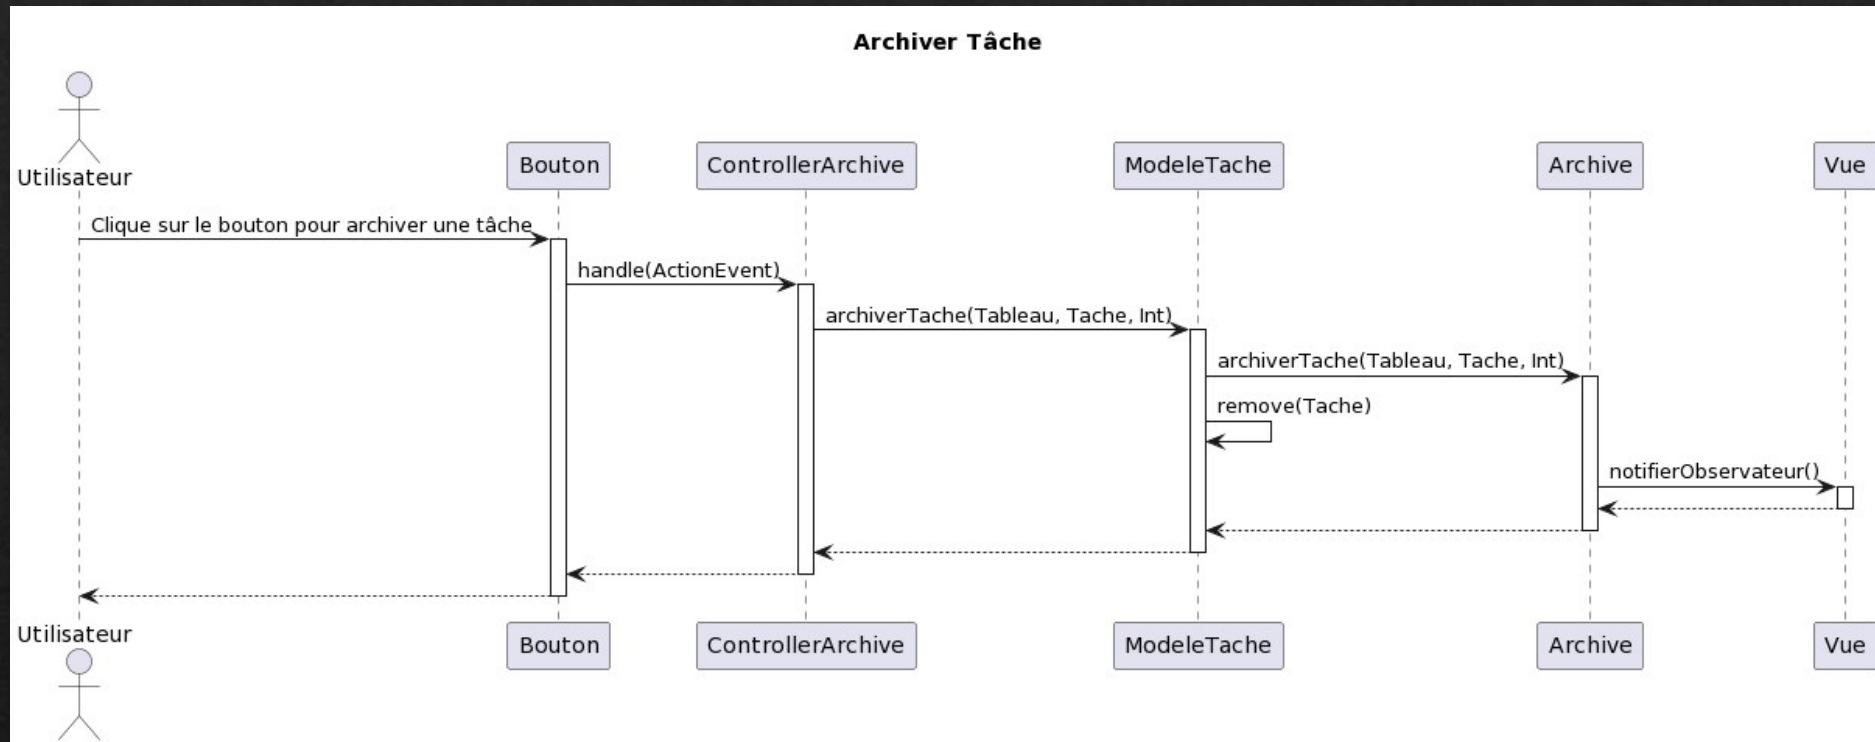 Archiver Tâche
Utilisateur
Bouton
ControllerArchive
ModeleTache
Archive
Vue
Clique sur le bouton pour archiver une tâche
handle(ActionEvent)
archiverTache(Tableau, Tache, Int)
archiverTache(Tableau, Tache, Int)
remove(Tache)
notifierObservateur()
Utilisateur
Bouton
ControllerArchive
ModeleTache
Archive
Vue